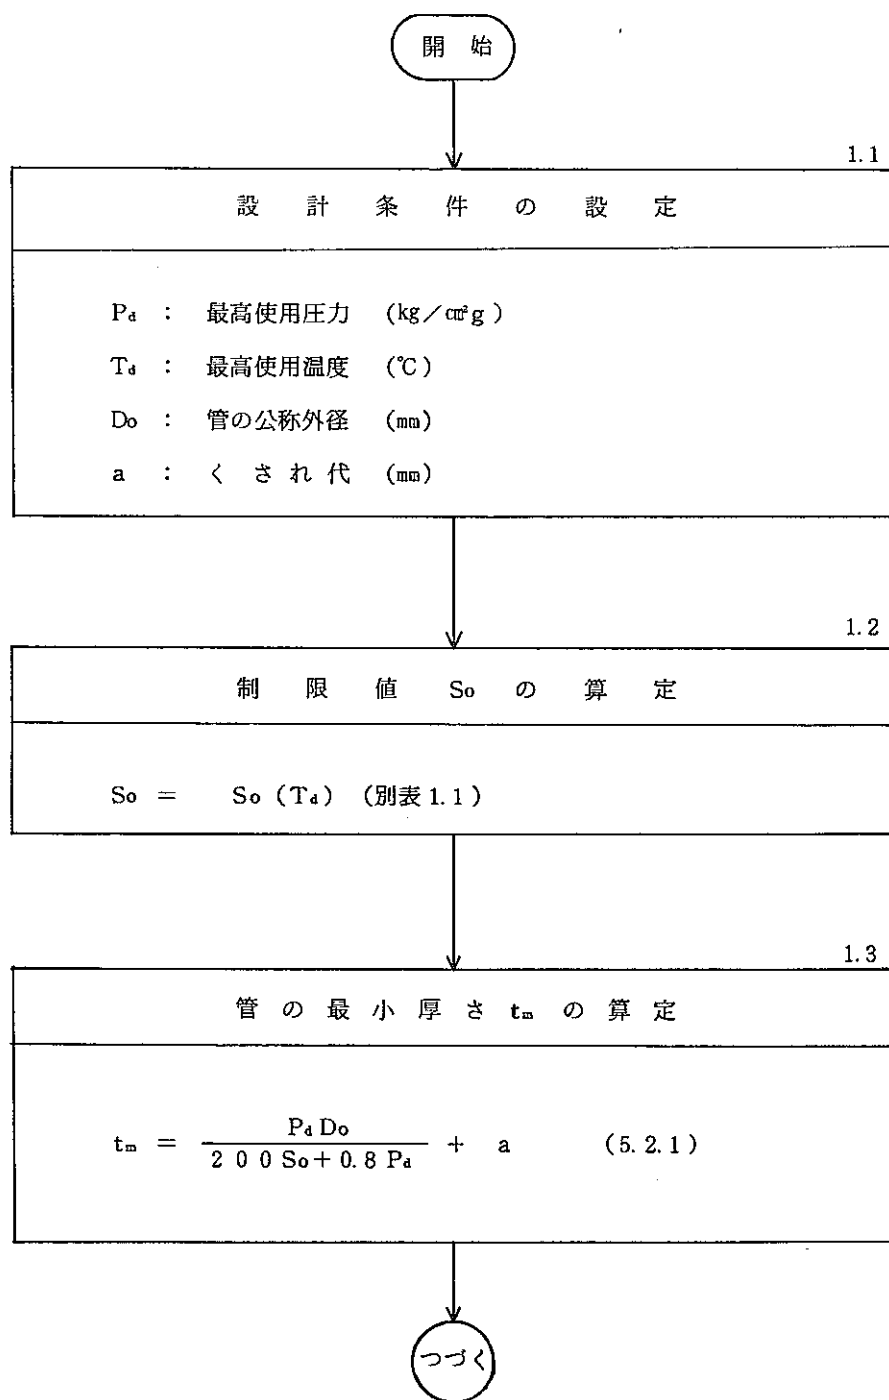 開 始
1.1
設 計 条 件 の 設 定
Pd : 最高使用圧力 (kg/cm²g)
Td : 最高使用温度 (℃)
Do : 管の公称外径 (mm)
a : く さ れ 代 (mm)
1.2
制 限 値 So の 算 定
So = So (Td) (別表 1.1)
1.3
管 の 最 小 厚 さ tm の 算 定
tm = Pd Do / 2 0 0 So + 0.8 Pd + a (5.2.1)
つづく